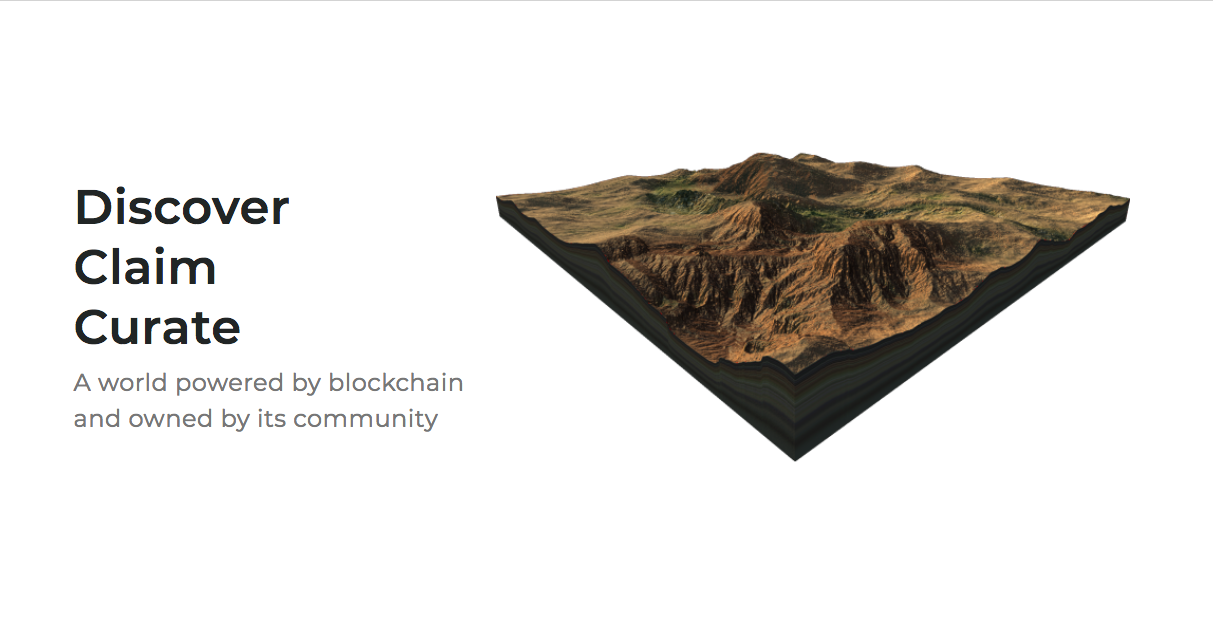 Discover
Claim
Curate
A world powered by blockchain
and owned by its community